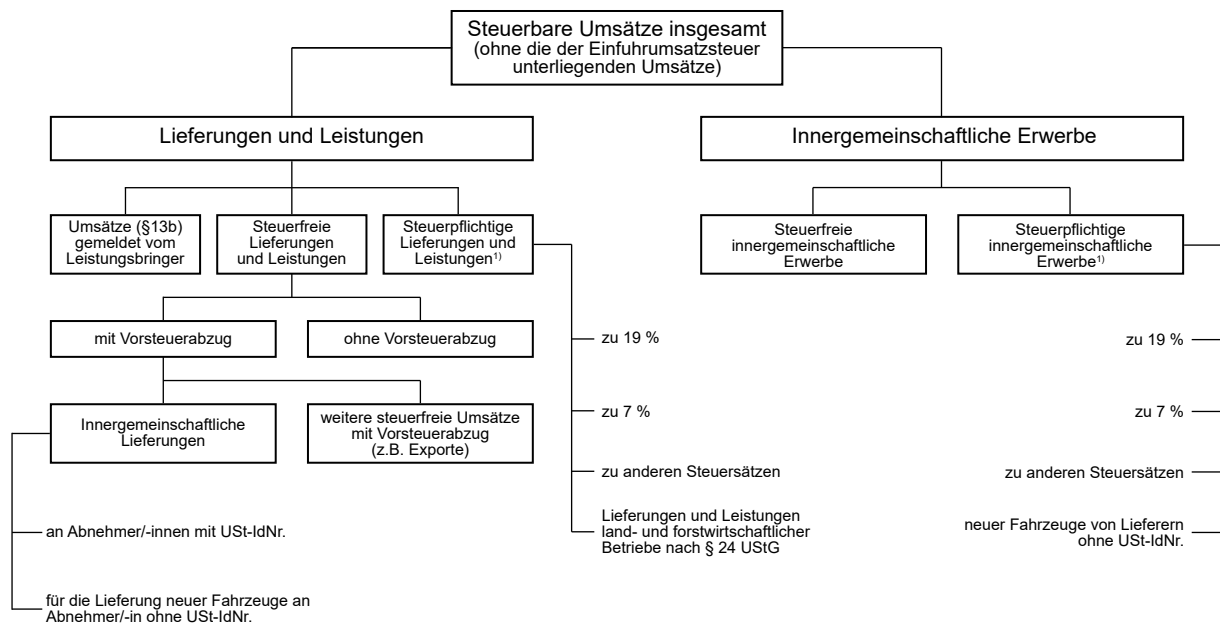 Steuerbare Umsätze insgesamt
(ohne die der Einfuhrumsatzsteuer
unterliegenden Umsätze)
Lieferungen und Leistungen
Innergemeinschaftliche Erwerbe
Umsätze (§13b)
gemeldet vom
Leistungsbringer
Steuerfreie
Lieferungen
und Leistungen
Steuerpflichtige
Lieferungen und
Leistungen¹⁾
Steuerfreie
innergemeinschaftliche
Erwerbe
Steuerpflichtige
innergemeinschaftliche
Erwerbe¹⁾
mit Vorsteuerabzug
ohne Vorsteuerabzug
zu 19 %
zu 19 %
zu 7 %
zu 7 %
Innergemeinschaftliche
Lieferungen
weitere steuerfreie Umsätze
mit Vorsteuerabzug
(z.B. Exporte)
zu anderen Steuersätzen
zu anderen Steuersätzen
an Abnehmer/-innen mit USt-IdNr.
Lieferungen und Leistungen
land- und forstwirtschaftlicher
Betriebe nach § 24 UStG
neuer Fahrzeuge von Lieferern
ohne USt-IdNr.
für die Lieferung neuer Fahrzeuge an
Abnehmer/-in ohne USt-IdNr.